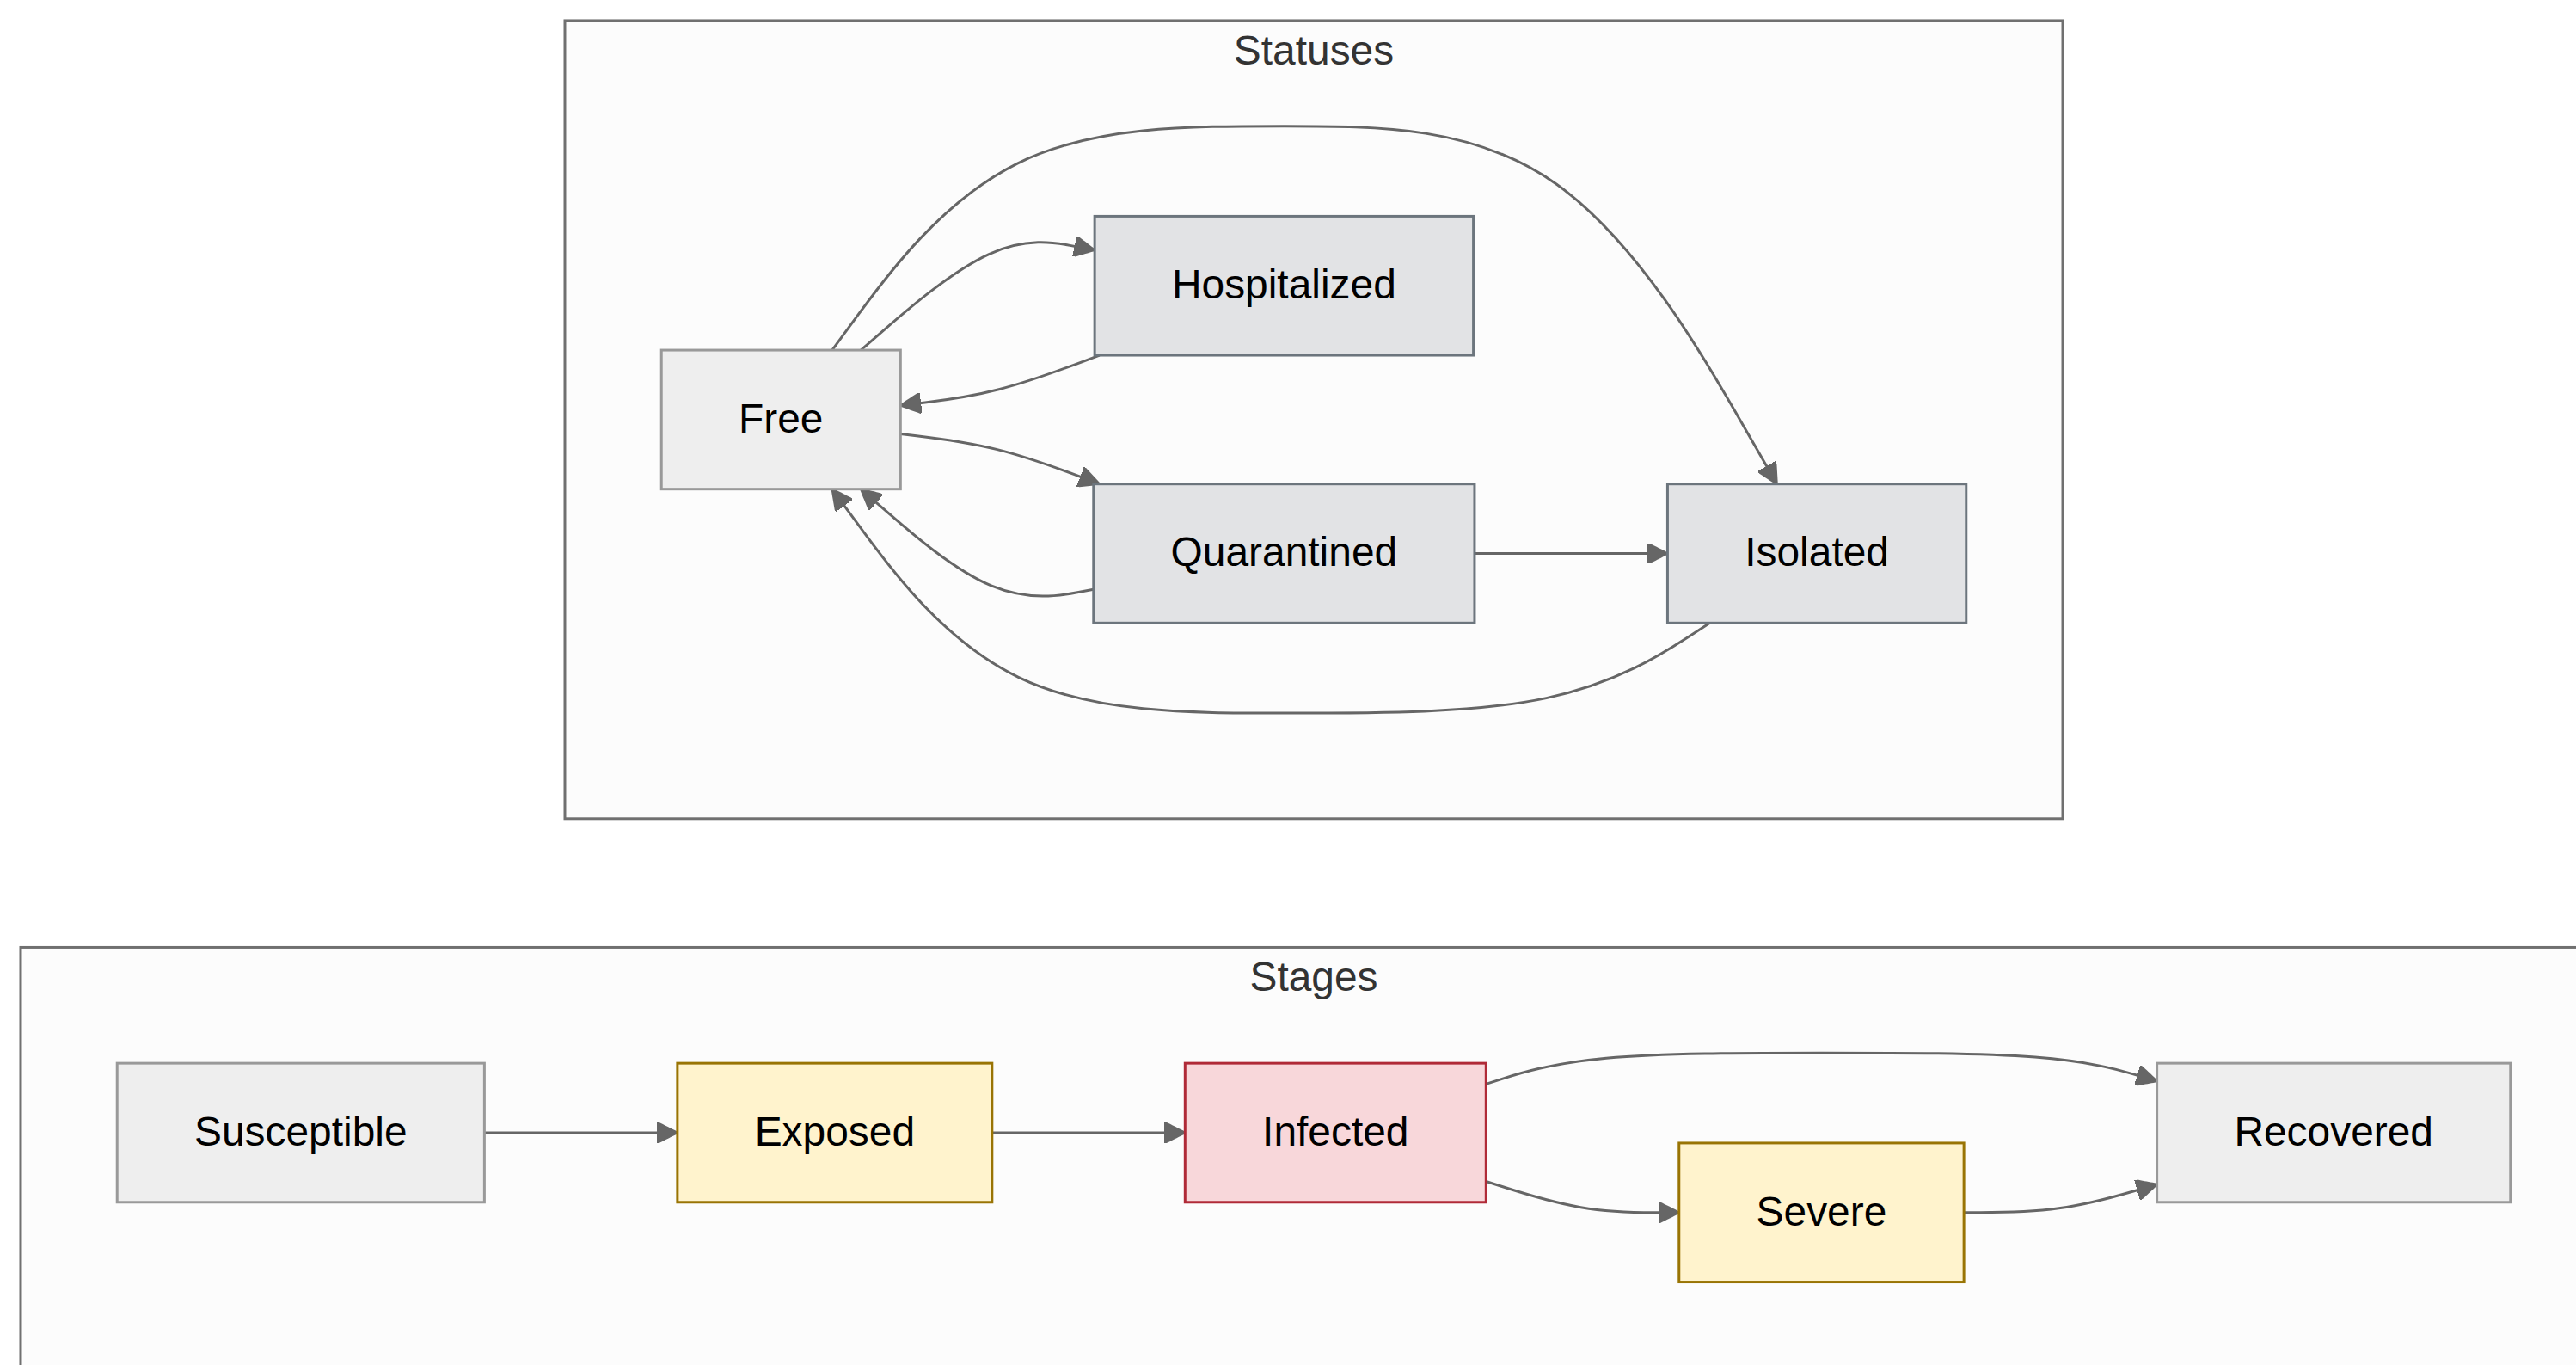 Statuses
Hospitalized
Free
Quarantined
Isolated
Stages
Susceptible
Exposed
Infected
Severe
Recovered